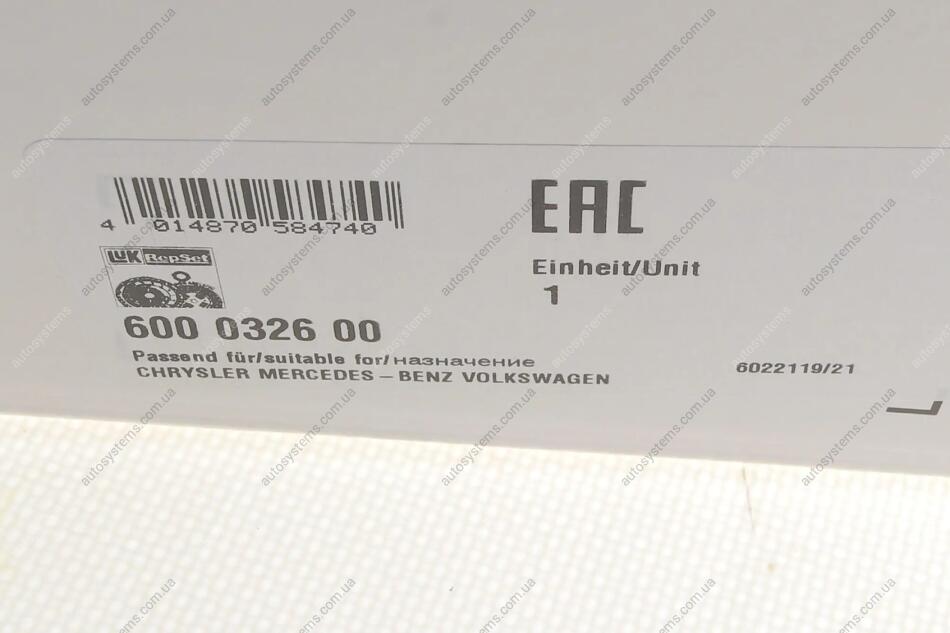 4 014870 584740
EAC
LUK RepSet
Einheit/Unit
1
600 0326 00
Passend für/suitable for/назначение
CHRYSLER MERCEDES – BENZ VOLKSWAGEN
6022119/21
autosystems.com.ua